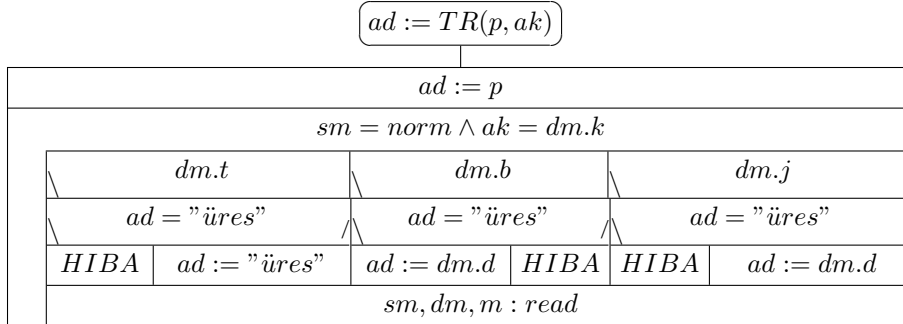 ad := TR(p, ak)
ad := p
sm = norm ∧ ak = dm.k
dm.t dm.b dm.j
ad = ”üres” ad = ”üres” ad = ”üres”
HIBA ad := ”üres” ad := dm.d HIBA HIBA ad := dm.d
sm, dm, m : read